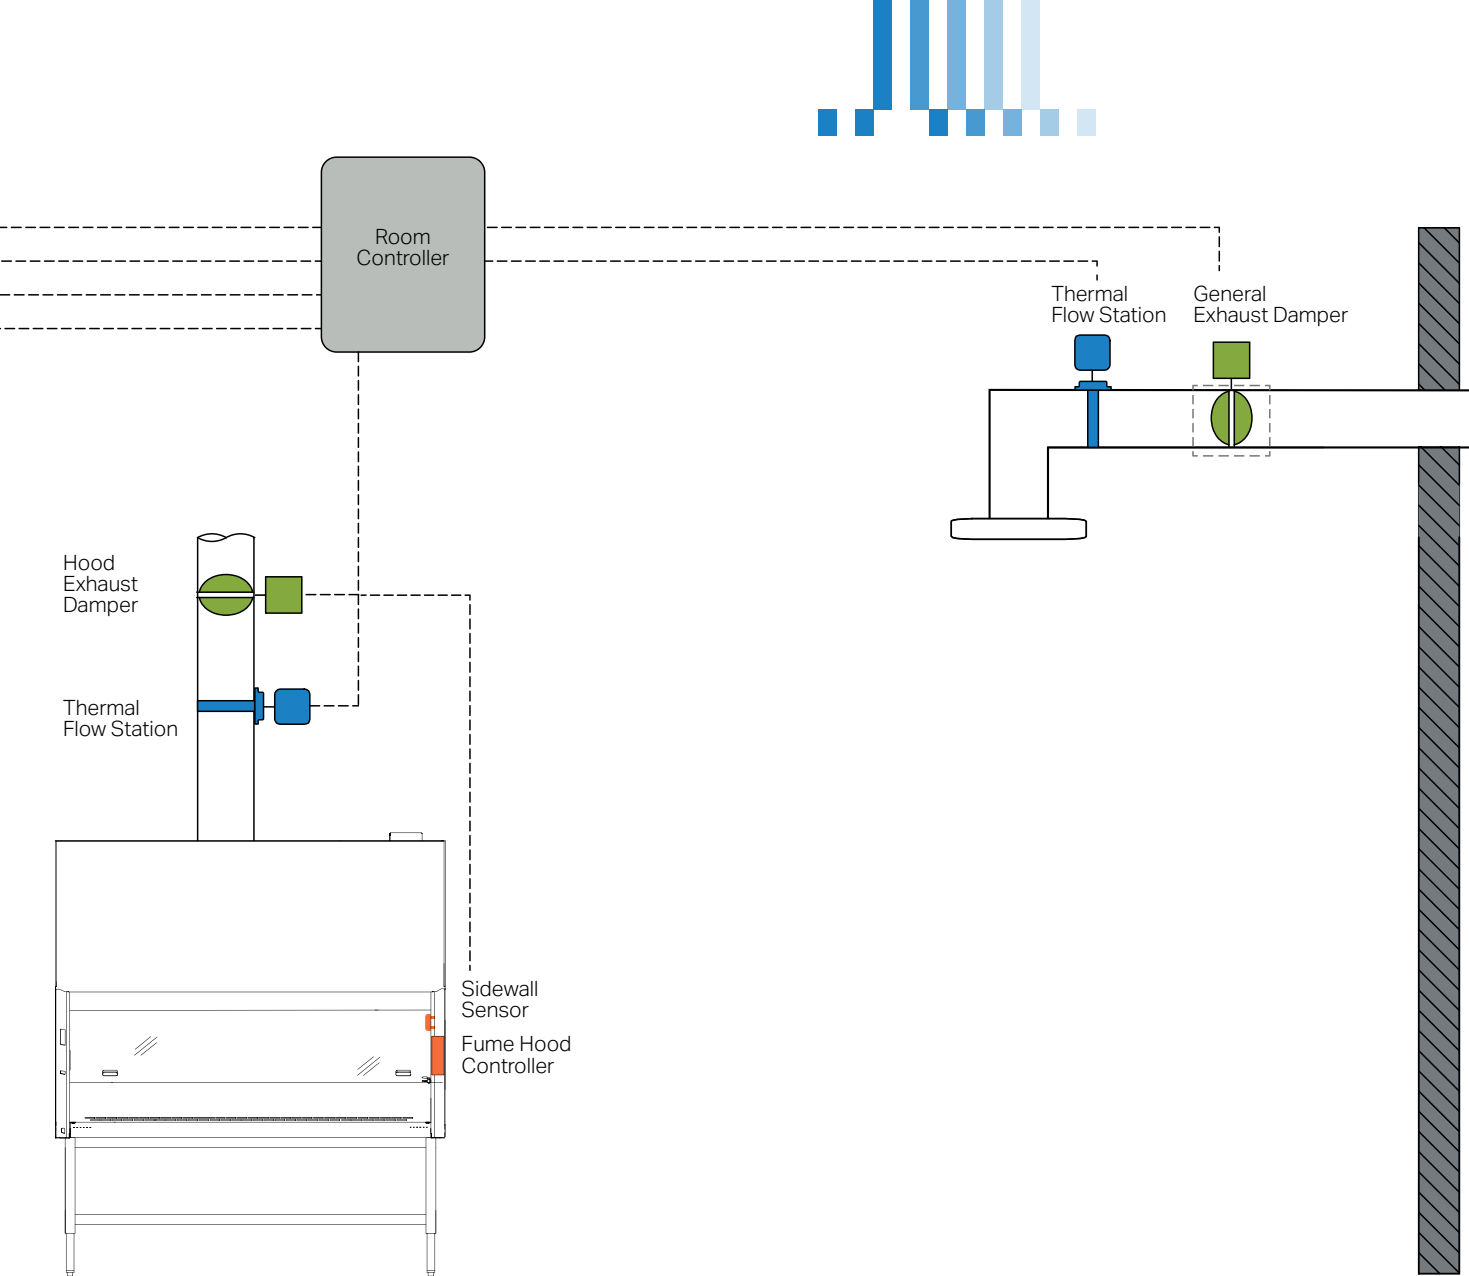 Room
Controller
Thermal
Flow Station
General
Exhaust Damper
Hood
Exhaust
Damper
Thermal
Flow Station
Sidewall
Sensor
Fume Hood
Controller